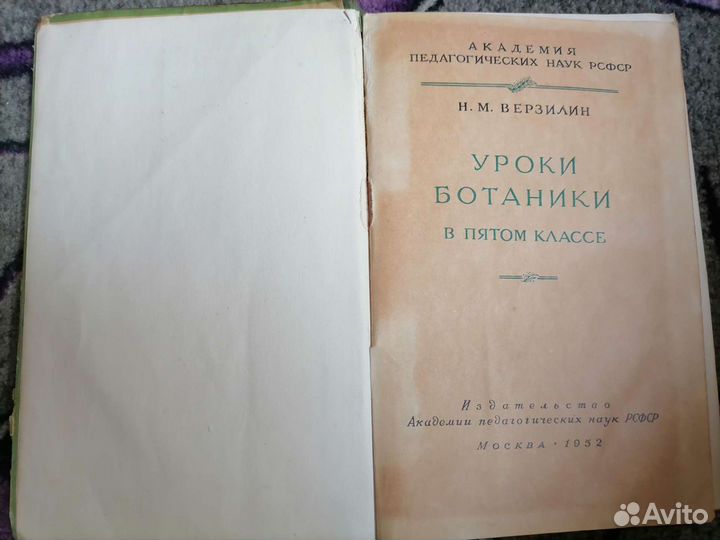 АКАДЕМИЯ
ПЕДАГОГИЧЕСКИХ НАУК РСФСР
Н. М. ВЕРЗИЛИН
УРОКИ
БОТАНИКИ
В ПЯТОМ КЛАССЕ
Издательство
Академии педагогических наук РСФСР
Москва · 1952
Avito